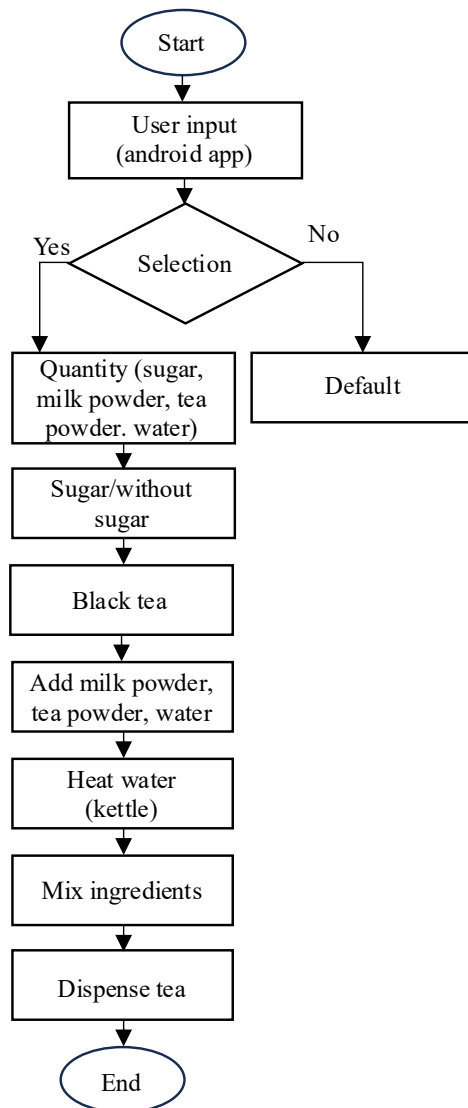 Start
User input
(android app)
Yes
No
Selection
Quantity (sugar,
milk powder, tea
powder. water)
Default
Sugar/without
sugar
Black tea
Add milk powder,
tea powder, water
Heat water
(kettle)
Mix ingredients
Dispense tea
End